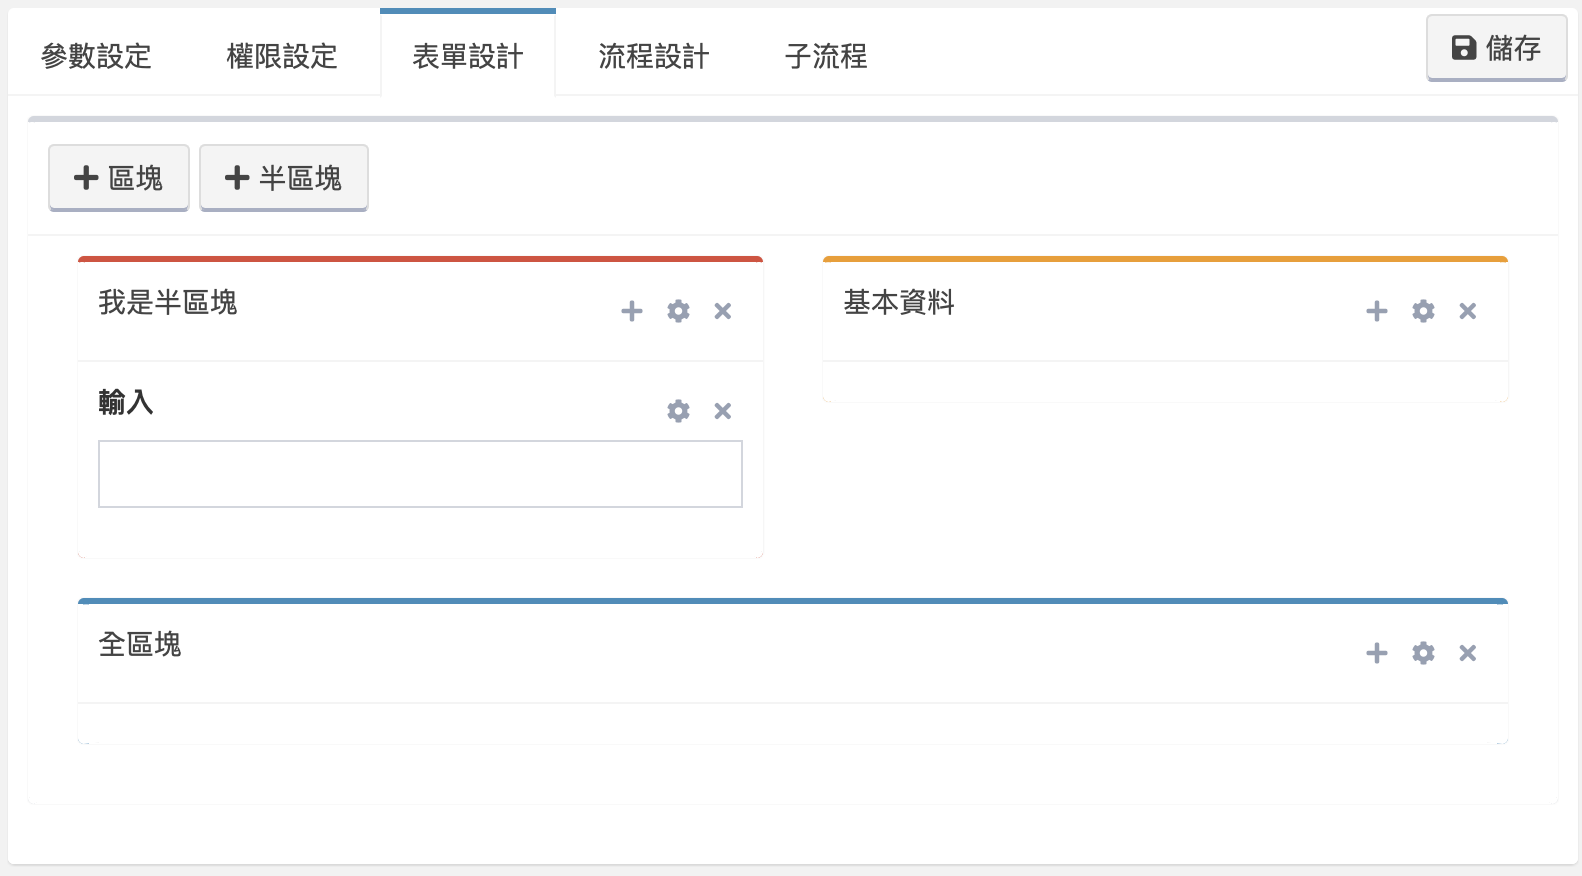 參數設定 權限設定 表單設計 流程設計 子流程 儲存
區塊 半區塊
我是半區塊
基本資料
輸入
全區塊